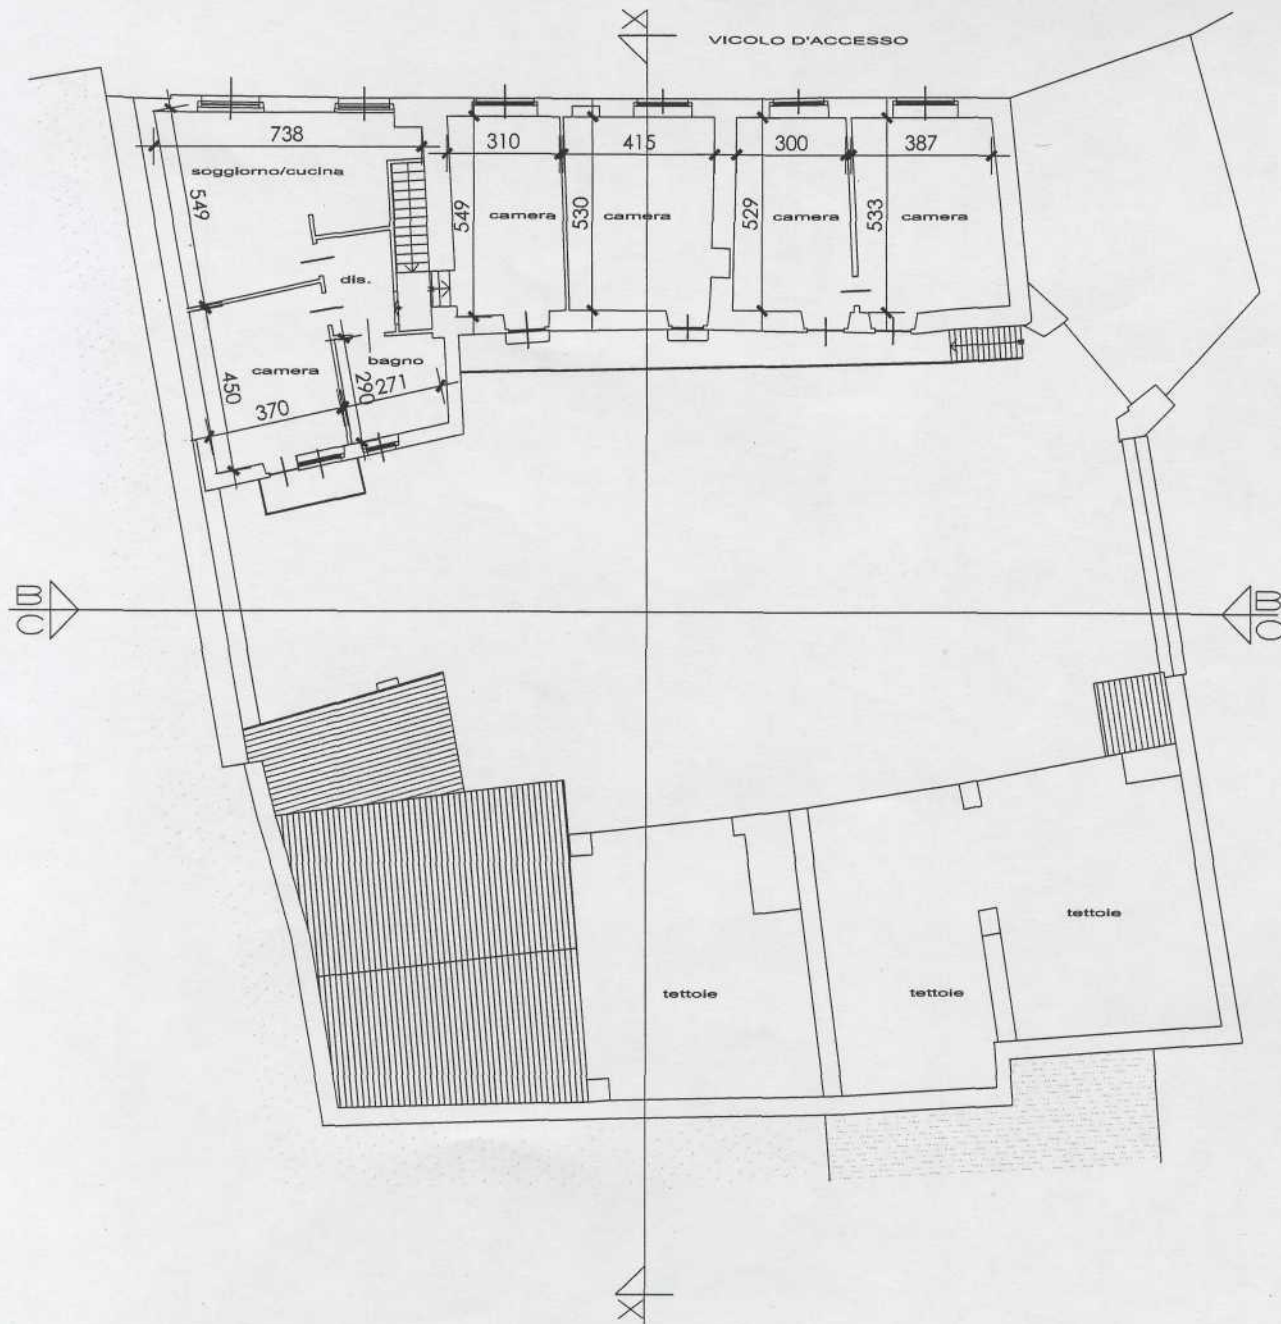 X
VICOLO D'ACCESSO
738
310
415
300
387
soggiorno/cucina
549
549
camera
530
camera
529
camera
533
camera
dis.
camera
bagno
450
370
290
271
B
C
B
C
tettoie
tettoie
tettoie
X